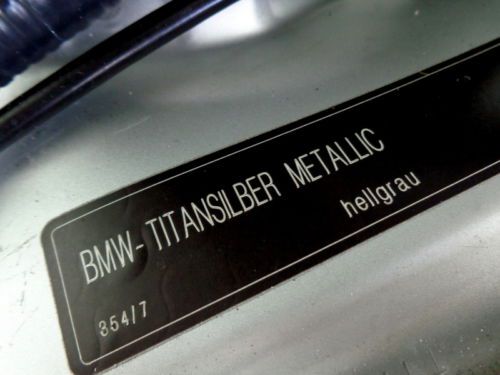 BMW-TITANSILBER METALLIC
hellgrau
354/7